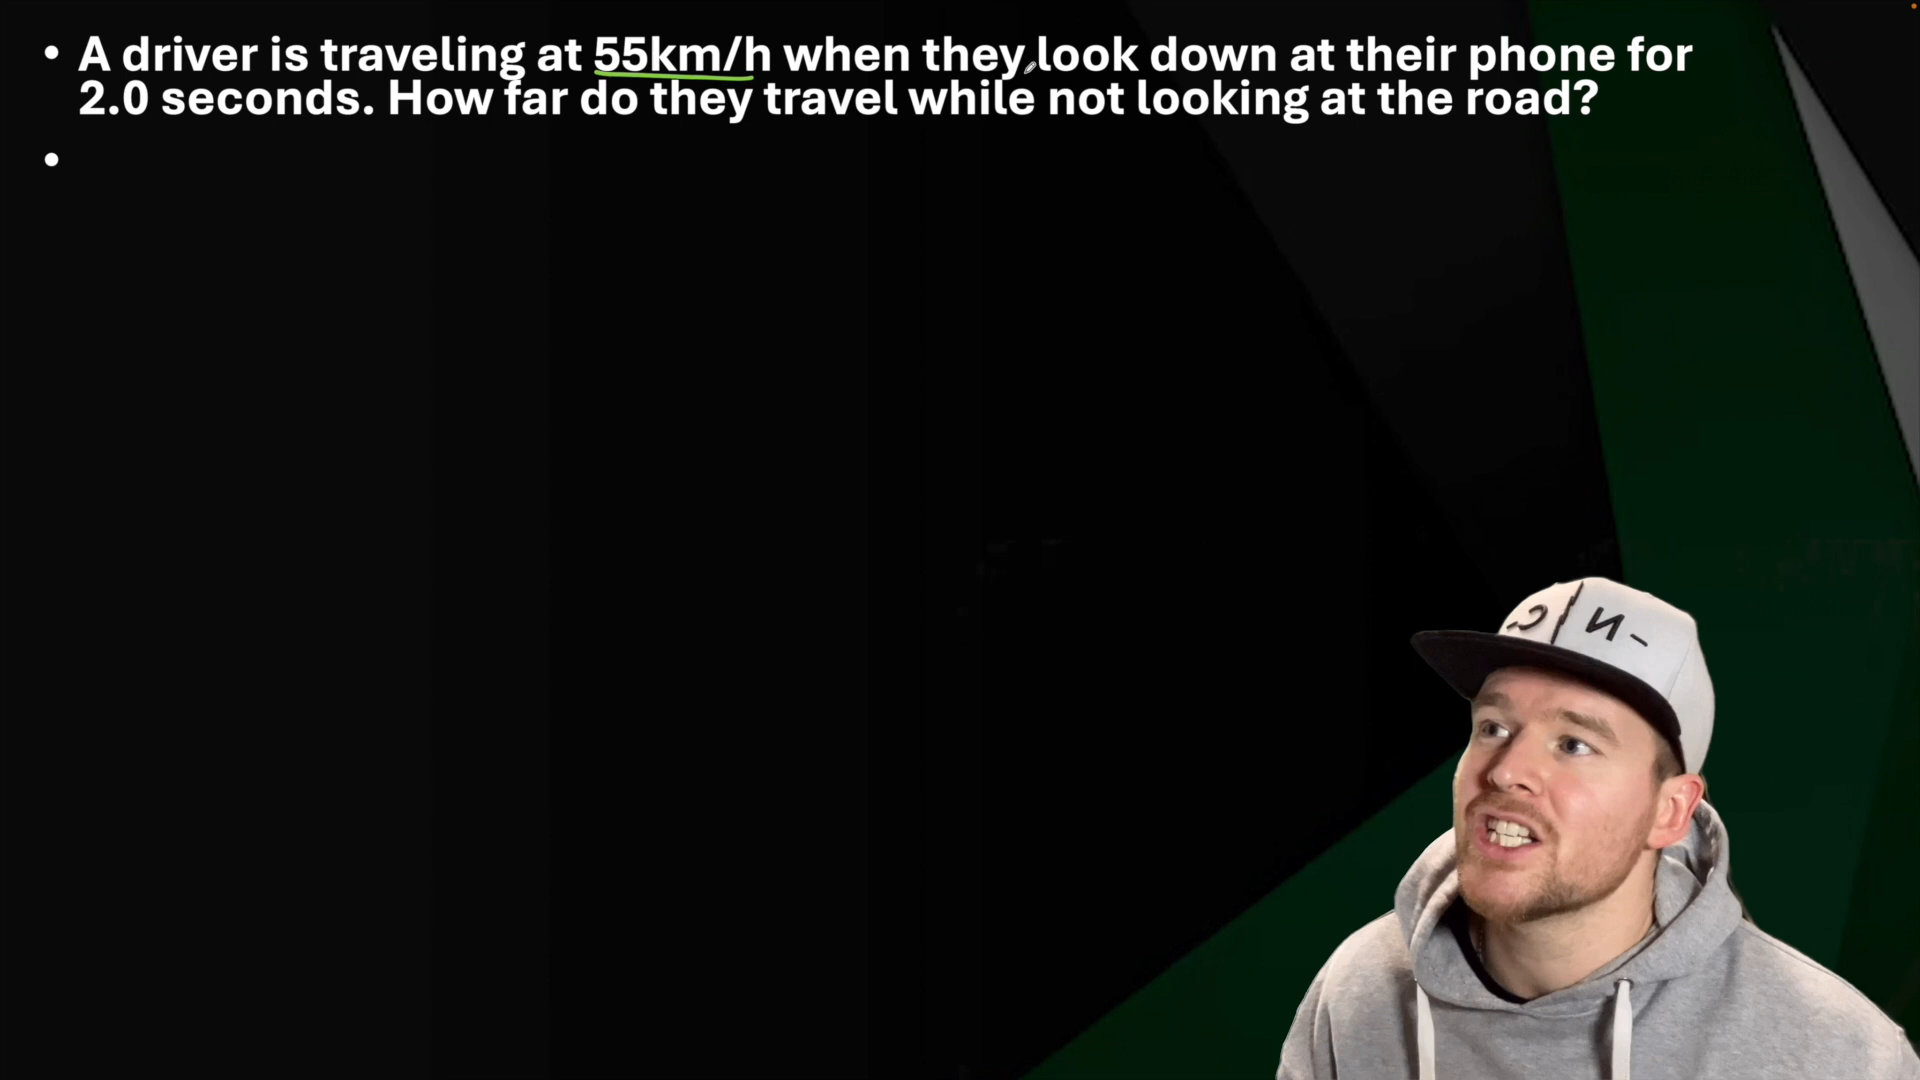 • A driver is traveling at 55km/h when they look down at their phone for
2.0 seconds. How far do they travel while not looking at the road?
•